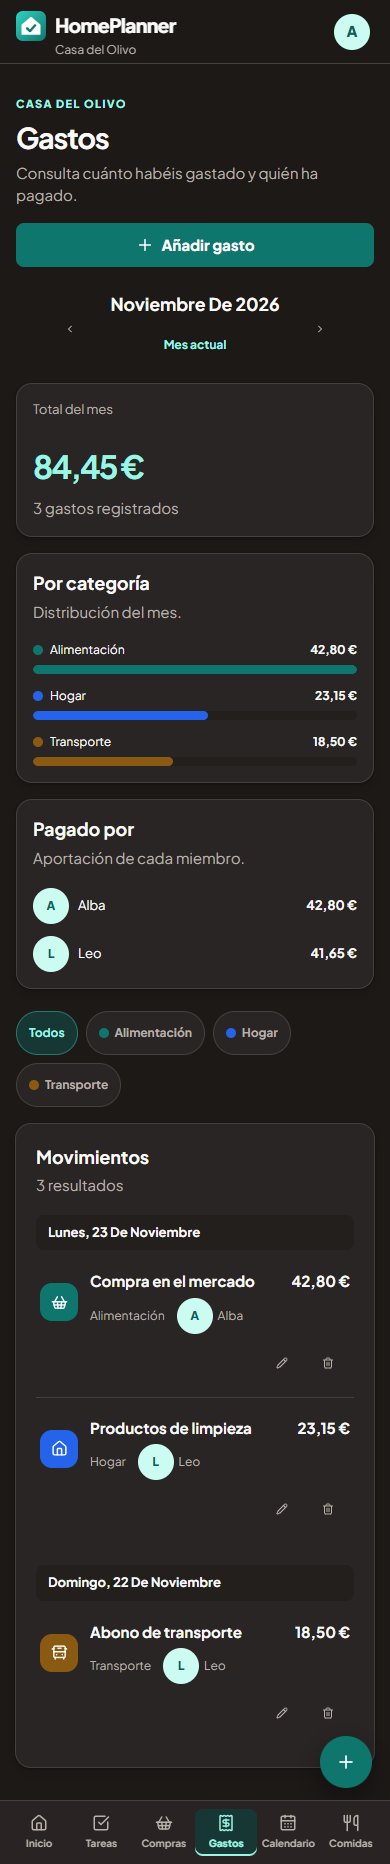 HomePlanner
Casa del Olivo
A
CASA DEL OLIVO
Gastos
Consulta cuánto habéis gastado y quién ha
pagado.
+ Añadir gasto
Noviembre De 2026
Mes actual
Total del mes
84,45 €
3 gastos registrados
Por categoría
Distribución del mes.
Alimentación 42,80 €
Hogar 23,15 €
Transporte 18,50 €
Pagado por
Aportación de cada miembro.
A Alba 42,80 €
L Leo 41,65 €
Todos Alimentación Hogar
Transporte
Movimientos
3 resultados
Lunes, 23 De Noviembre
Compra en el mercado 42,80 €
Alimentación A Alba
Productos de limpieza 23,15 €
Hogar L Leo
Domingo, 22 De Noviembre
Abono de transporte 18,50 €
Transporte L Leo
+
Inicio Tareas Compras Gastos Calendario Comidas